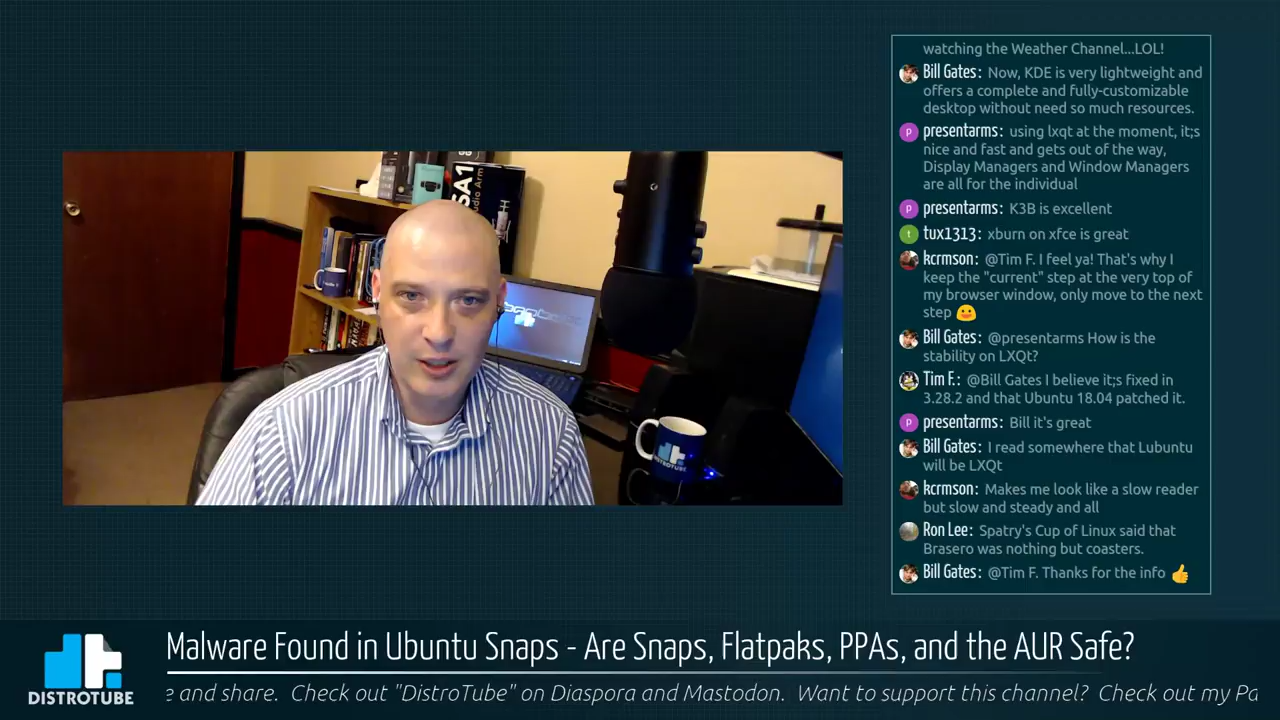 watching the Weather Channel...LOL!
Bill Gates: Now, KDE is very lightweight and
offers a complete and fully-customizable
desktop without need so much resources.
P presentarms: using lxqt at the moment, it;s
nice and fast and gets out of the way,
Display Managers and Window Managers
are all for the individual
P presentarms: K3B is excellent
t tux1313: xburn on xfce is great
kcrmson: @Tim F. I feel ya! That's why I
keep the "current" step at the very top of
my browser window, only move to the next
step
Bill Gates: @presentarms How is the
stability on LXQt?
Tim F.: @Bill Gates I believe it;s fixed in
3.28.2 and that Ubuntu 18.04 patched it.
P presentarms: Bill it's great
Bill Gates: I read somewhere that Lubuntu
will be LXQt
kcrmson: Makes me look like a slow reader
but slow and steady and all
Ron Lee: Spatry's Cup of Linux said that
Brasero was nothing but coasters.
Bill Gates: @Tim F. Thanks for the info
SA1
DISTROTUBE
Malware Found in Ubuntu Snaps - Are Snaps, Flatpaks, PPAs, and the AUR Safe?
DISTROTUBE
e and share. Check out "DistroTube" on Diaspora and Mastodon. Want to support this channel? Check out my Pa